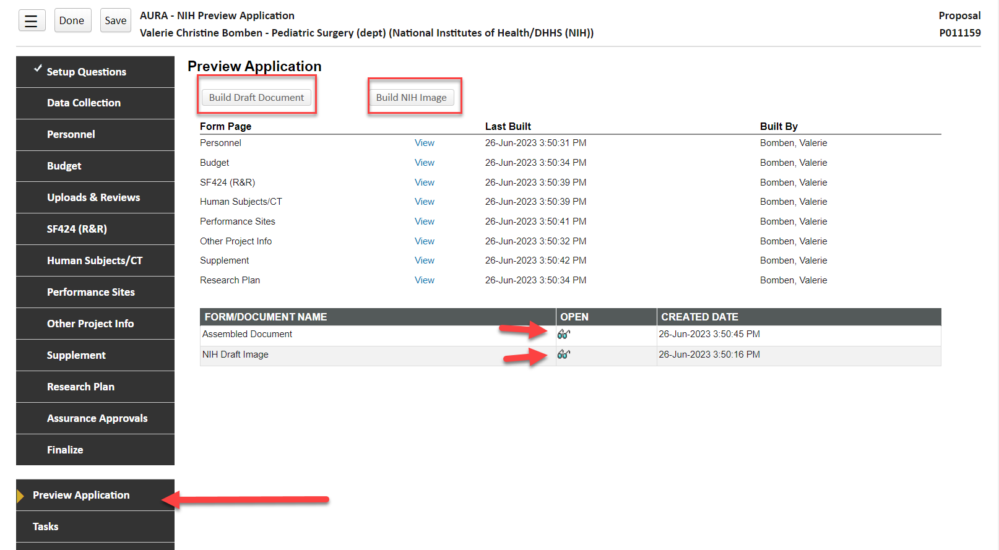 Done Save AURA - NIH Preview Application Proposal
Valerie Christine Bomben - Pediatric Surgery (dept) (National Institutes of Health/DHHS (NIH)) P011159
Setup Questions
Data Collection
Personnel
Budget
Uploads & Reviews
SF424 (R&R)
Human Subjects/CT
Performance Sites
Other Project Info
Supplement
Research Plan
Assurance Approvals
Finalize
Preview Application
Tasks
Preview Application
Build Draft Document Build NIH Image
Form Page Last Built Built By
Personnel View 26-Jun-2023 3:50:31 PM Bomben, Valerie
Budget View 26-Jun-2023 3:50:34 PM Bomben, Valerie
SF424 (R&R) View 26-Jun-2023 3:50:39 PM Bomben, Valerie
Human Subjects/CT View 26-Jun-2023 3:50:39 PM Bomben, Valerie
Performance Sites View 26-Jun-2023 3:50:41 PM Bomben, Valerie
Other Project Info View 26-Jun-2023 3:50:32 PM Bomben, Valerie
Supplement View 26-Jun-2023 3:50:42 PM Bomben, Valerie
Research Plan View 26-Jun-2023 3:50:34 PM Bomben, Valerie
FORM/DOCUMENT NAME OPEN CREATED DATE
Assembled Document 26-Jun-2023 3:50:45 PM
NIH Draft Image 26-Jun-2023 3:50:16 PM